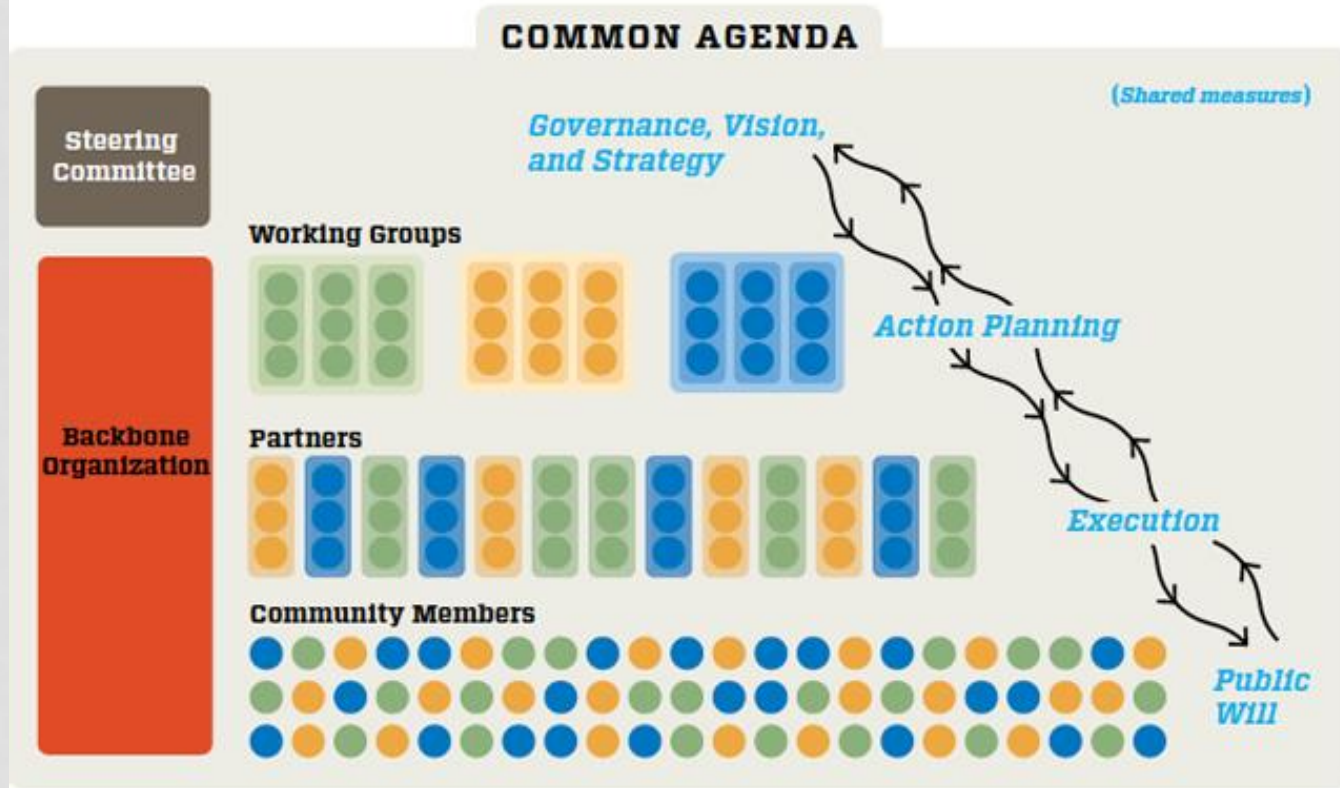 COMMON AGENDA
(Shared measures)
Steering
Committee
Governance, Vision,
and Strategy
Working Groups
Action Planning
Backbone
Organization
Partners
Execution
Community Members
Public
Will